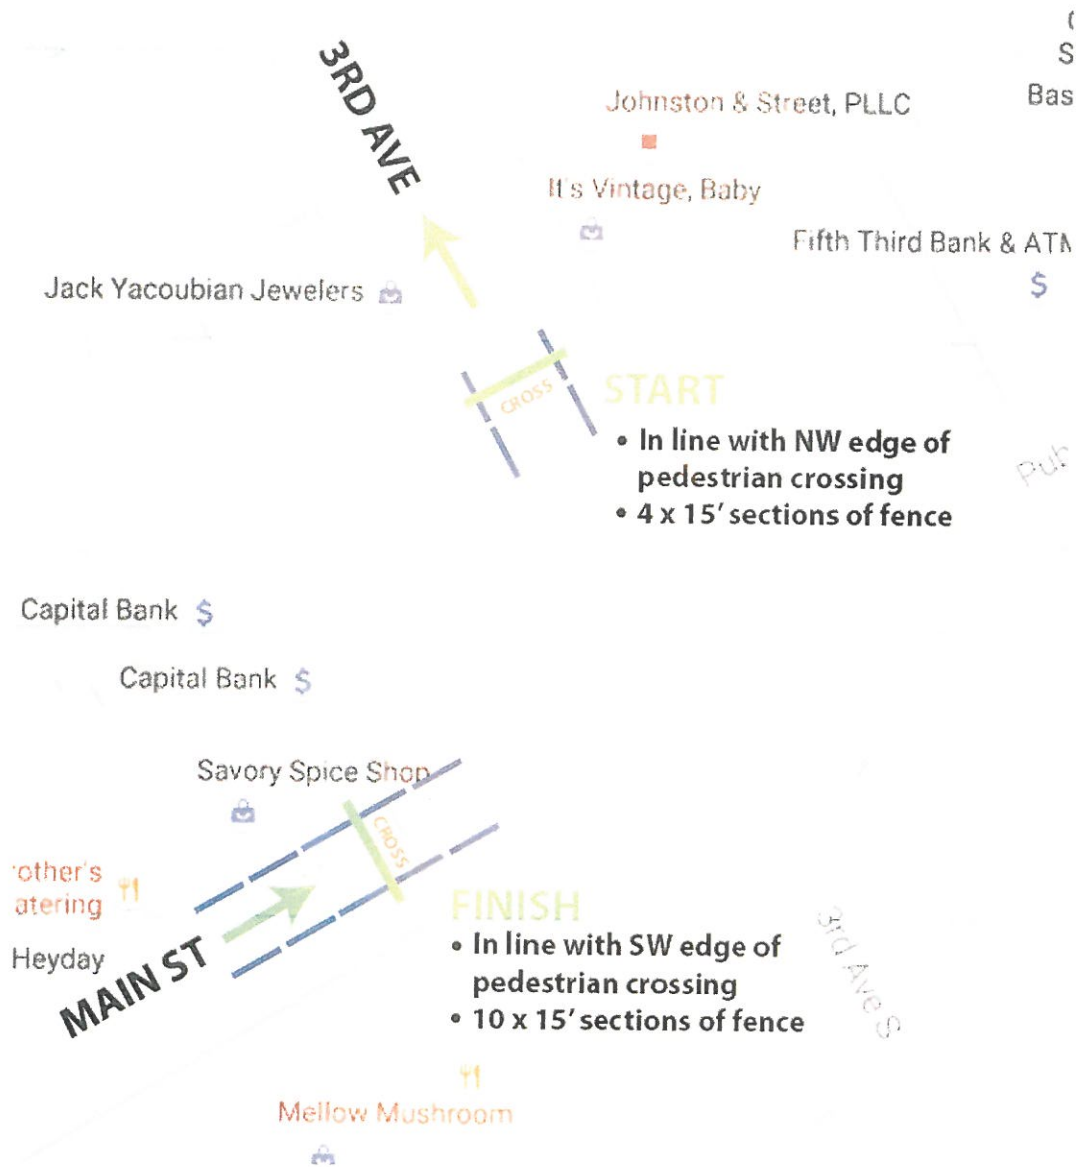 3RD AVE
Johnston & Street, PLLC
Bas
It's Vintage, Baby
Fifth Third Bank & ATM
Jack Yacoubian Jewelers
$
CROSS
START
• In line with NW edge of
pedestrian crossing
• 4 x 15' sections of fence
Pub
Capital Bank $
Capital Bank $
Savory Spice Shop
CROSS
other's
atering
Heyday
MAIN ST
FINISH
• In line with SW edge of
pedestrian crossing
• 10 x 15' sections of fence
3rd Ave S
Mellow Mushroom